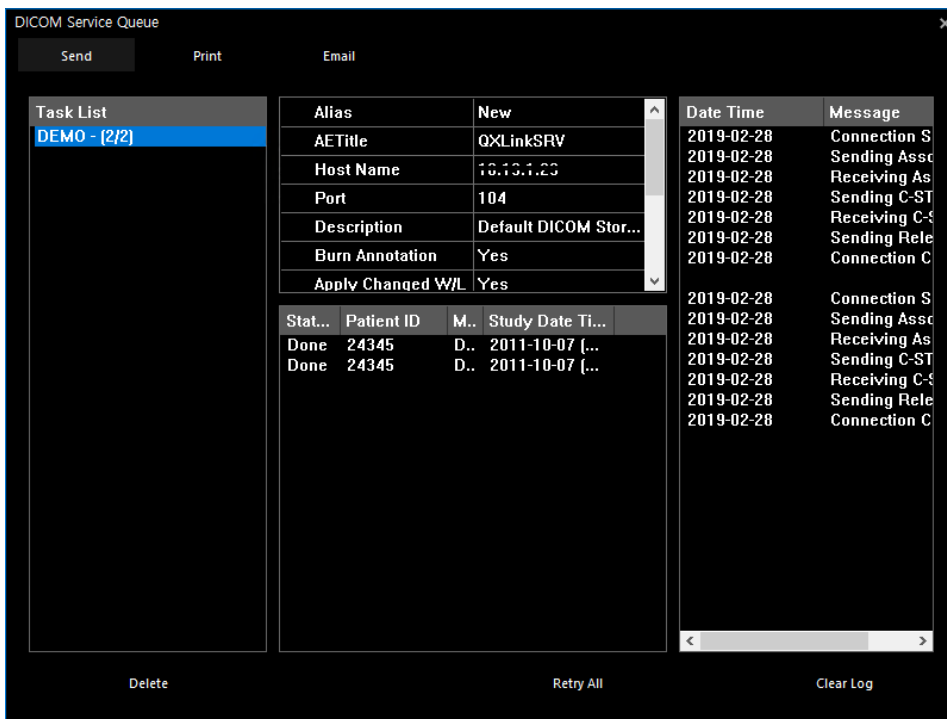 DICOM Service Queue
Send Print Email
Task List
DEMO - (2/2)
Alias New
AETitle QXLinkSRV
Host Name
Port 104
Description Default DICOM Stor...
Burn Annotation Yes
Apply Changed W/L Yes
Stat... Patient ID M.. Study Date Ti...
Done 24345 D.. 2011-10-07 (...
Done 24345 D.. 2011-10-07 (...
Date Time Message
2019-02-28 Connection S
2019-02-28 Sending Asso
2019-02-28 Receiving As
2019-02-28 Sending C-ST
2019-02-28 Receiving C-S
2019-02-28 Sending Rele
2019-02-28 Connection C
2019-02-28 Connection S
2019-02-28 Sending Asso
2019-02-28 Receiving As
2019-02-28 Sending C-ST
2019-02-28 Receiving C-S
2019-02-28 Sending Rele
2019-02-28 Connection C
Delete Retry All Clear Log